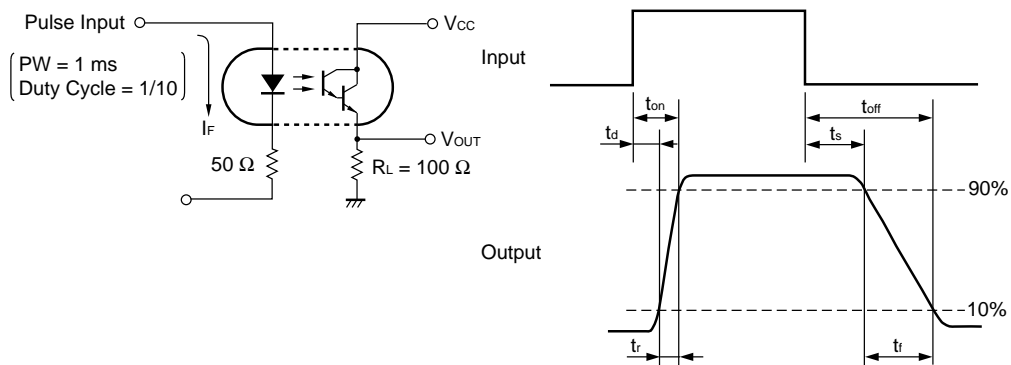 Pulse Input
PW = 1 ms
Duty Cycle = 1/10
IF
50 Ω
VCC
VOUT
RL = 100 Ω
Input
ton
toff
td
ts
90%
Output
10%
tr
tf